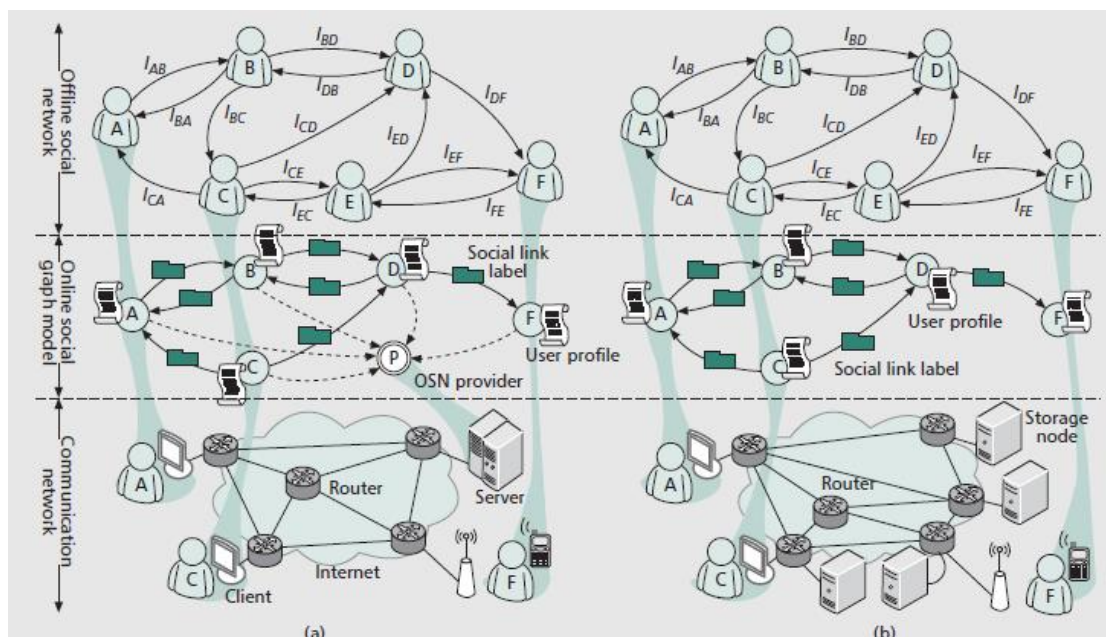 Offline social
network
I_AB
B
I_BD
D
I_DB
I_BA
A
I_BC
I_CD
I_DF
I_ED
I_EF
F
I_CA
C
I_CE
E
I_EC
I_FE
I_AB
B
I_BD
D
I_DB
I_BA
A
I_BC
I_CD
I_DF
I_ED
I_EF
F
I_CA
C
I_CE
E
I_EC
I_FE
Online social
graph model
B
D
Social link
label
A
F
User profile
C
P
OSN provider
B
D
A
F
User profile
C
Social link label
Communication
network
A
Router
Server
C
Client
Internet
F
(a)
Storage
node
A
Router
C
F
(b)